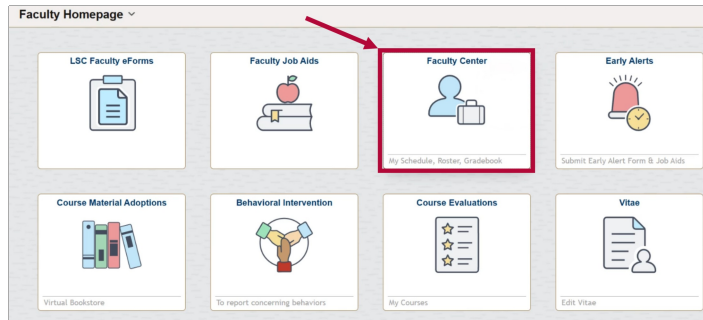 Faculty Homepage
LSC Faculty eForms
Faculty Job Aids
Faculty Center
My Schedule, Roster, Gradebook
Early Alerts
Submit Early Alert Form & Job Aids
Course Material Adoptions
Virtual Bookstore
Behavioral Intervention
To report concerning behaviors
Course Evaluations
My Courses
Vitae
Edit Vitae